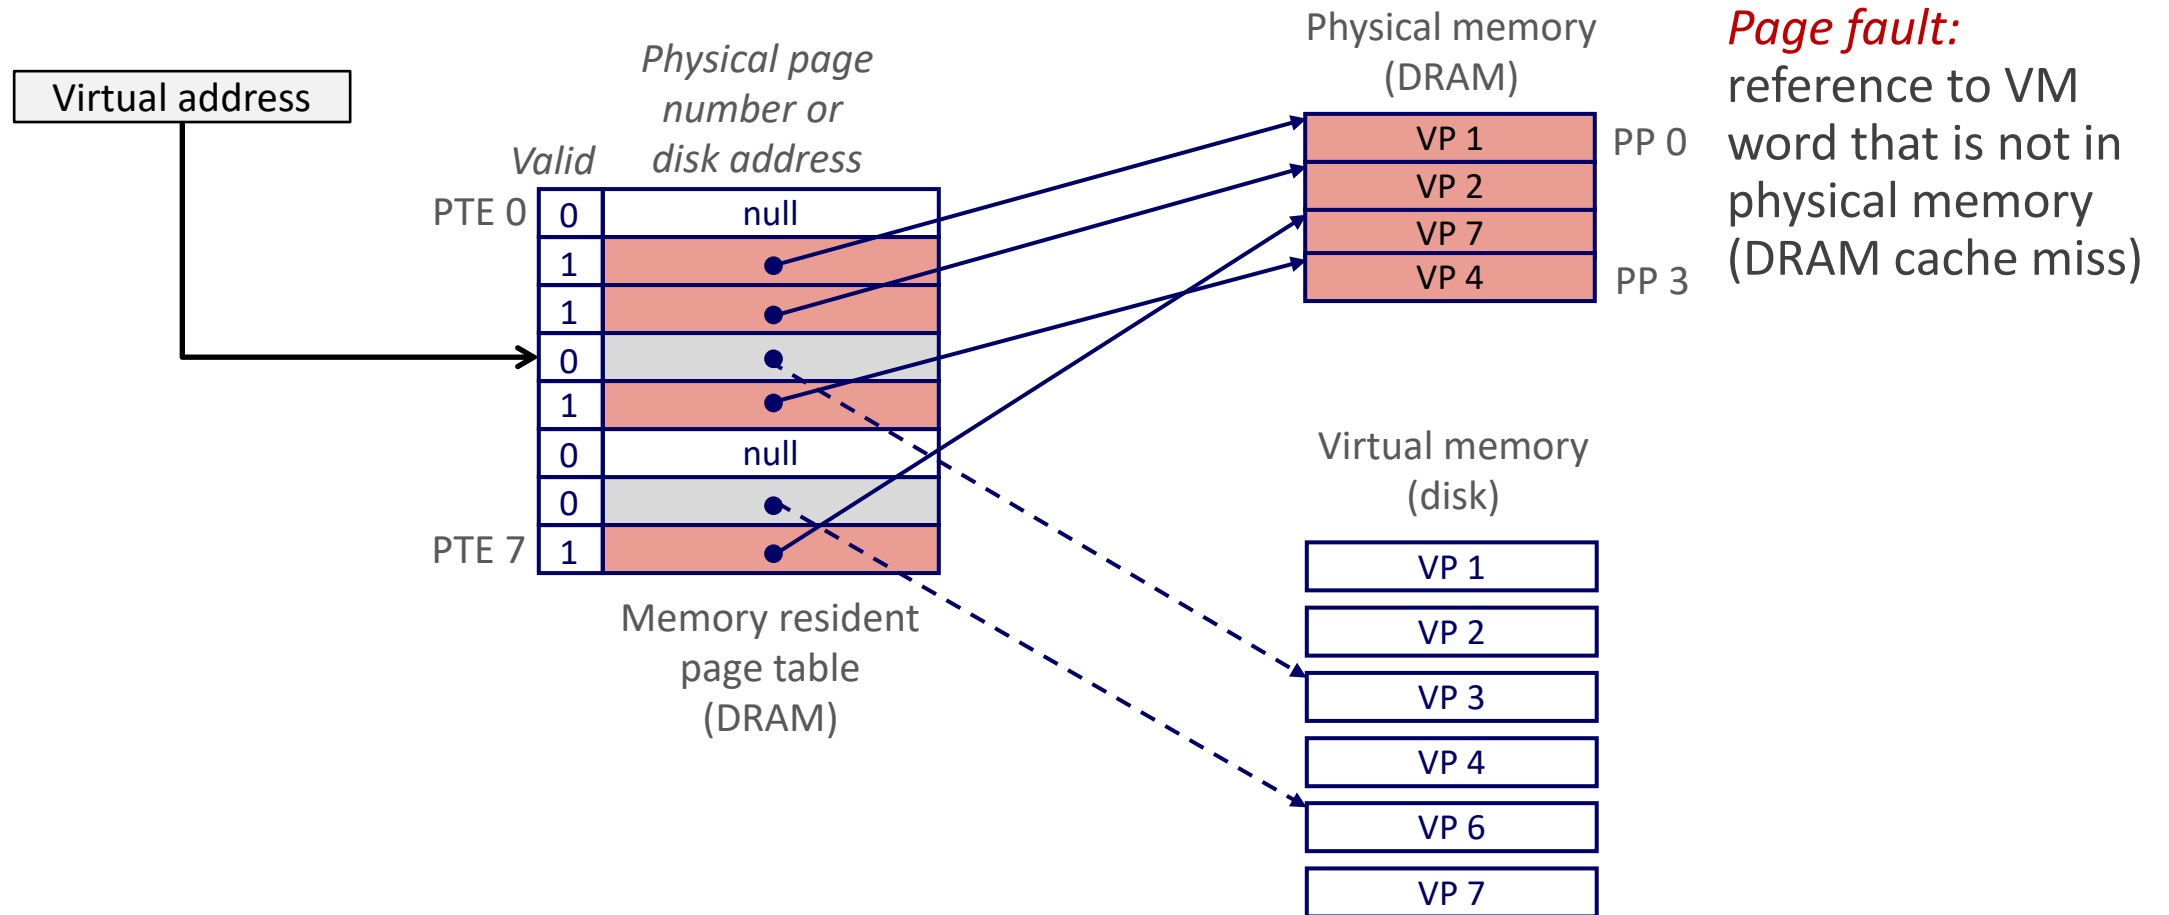 Virtual address
Physical page
number or
disk address
Valid
PTE 0
0
null
1
1
0
1
0
null
0
PTE 7
1
Memory resident
page table
(DRAM)
Physical memory
(DRAM)
VP 1
PP 0
VP 2
VP 7
VP 4
PP 3
Virtual memory
(disk)
VP 1
VP 2
VP 3
VP 4
VP 6
VP 7
Page fault:
reference to VM
word that is not in
physical memory
(DRAM cache miss)